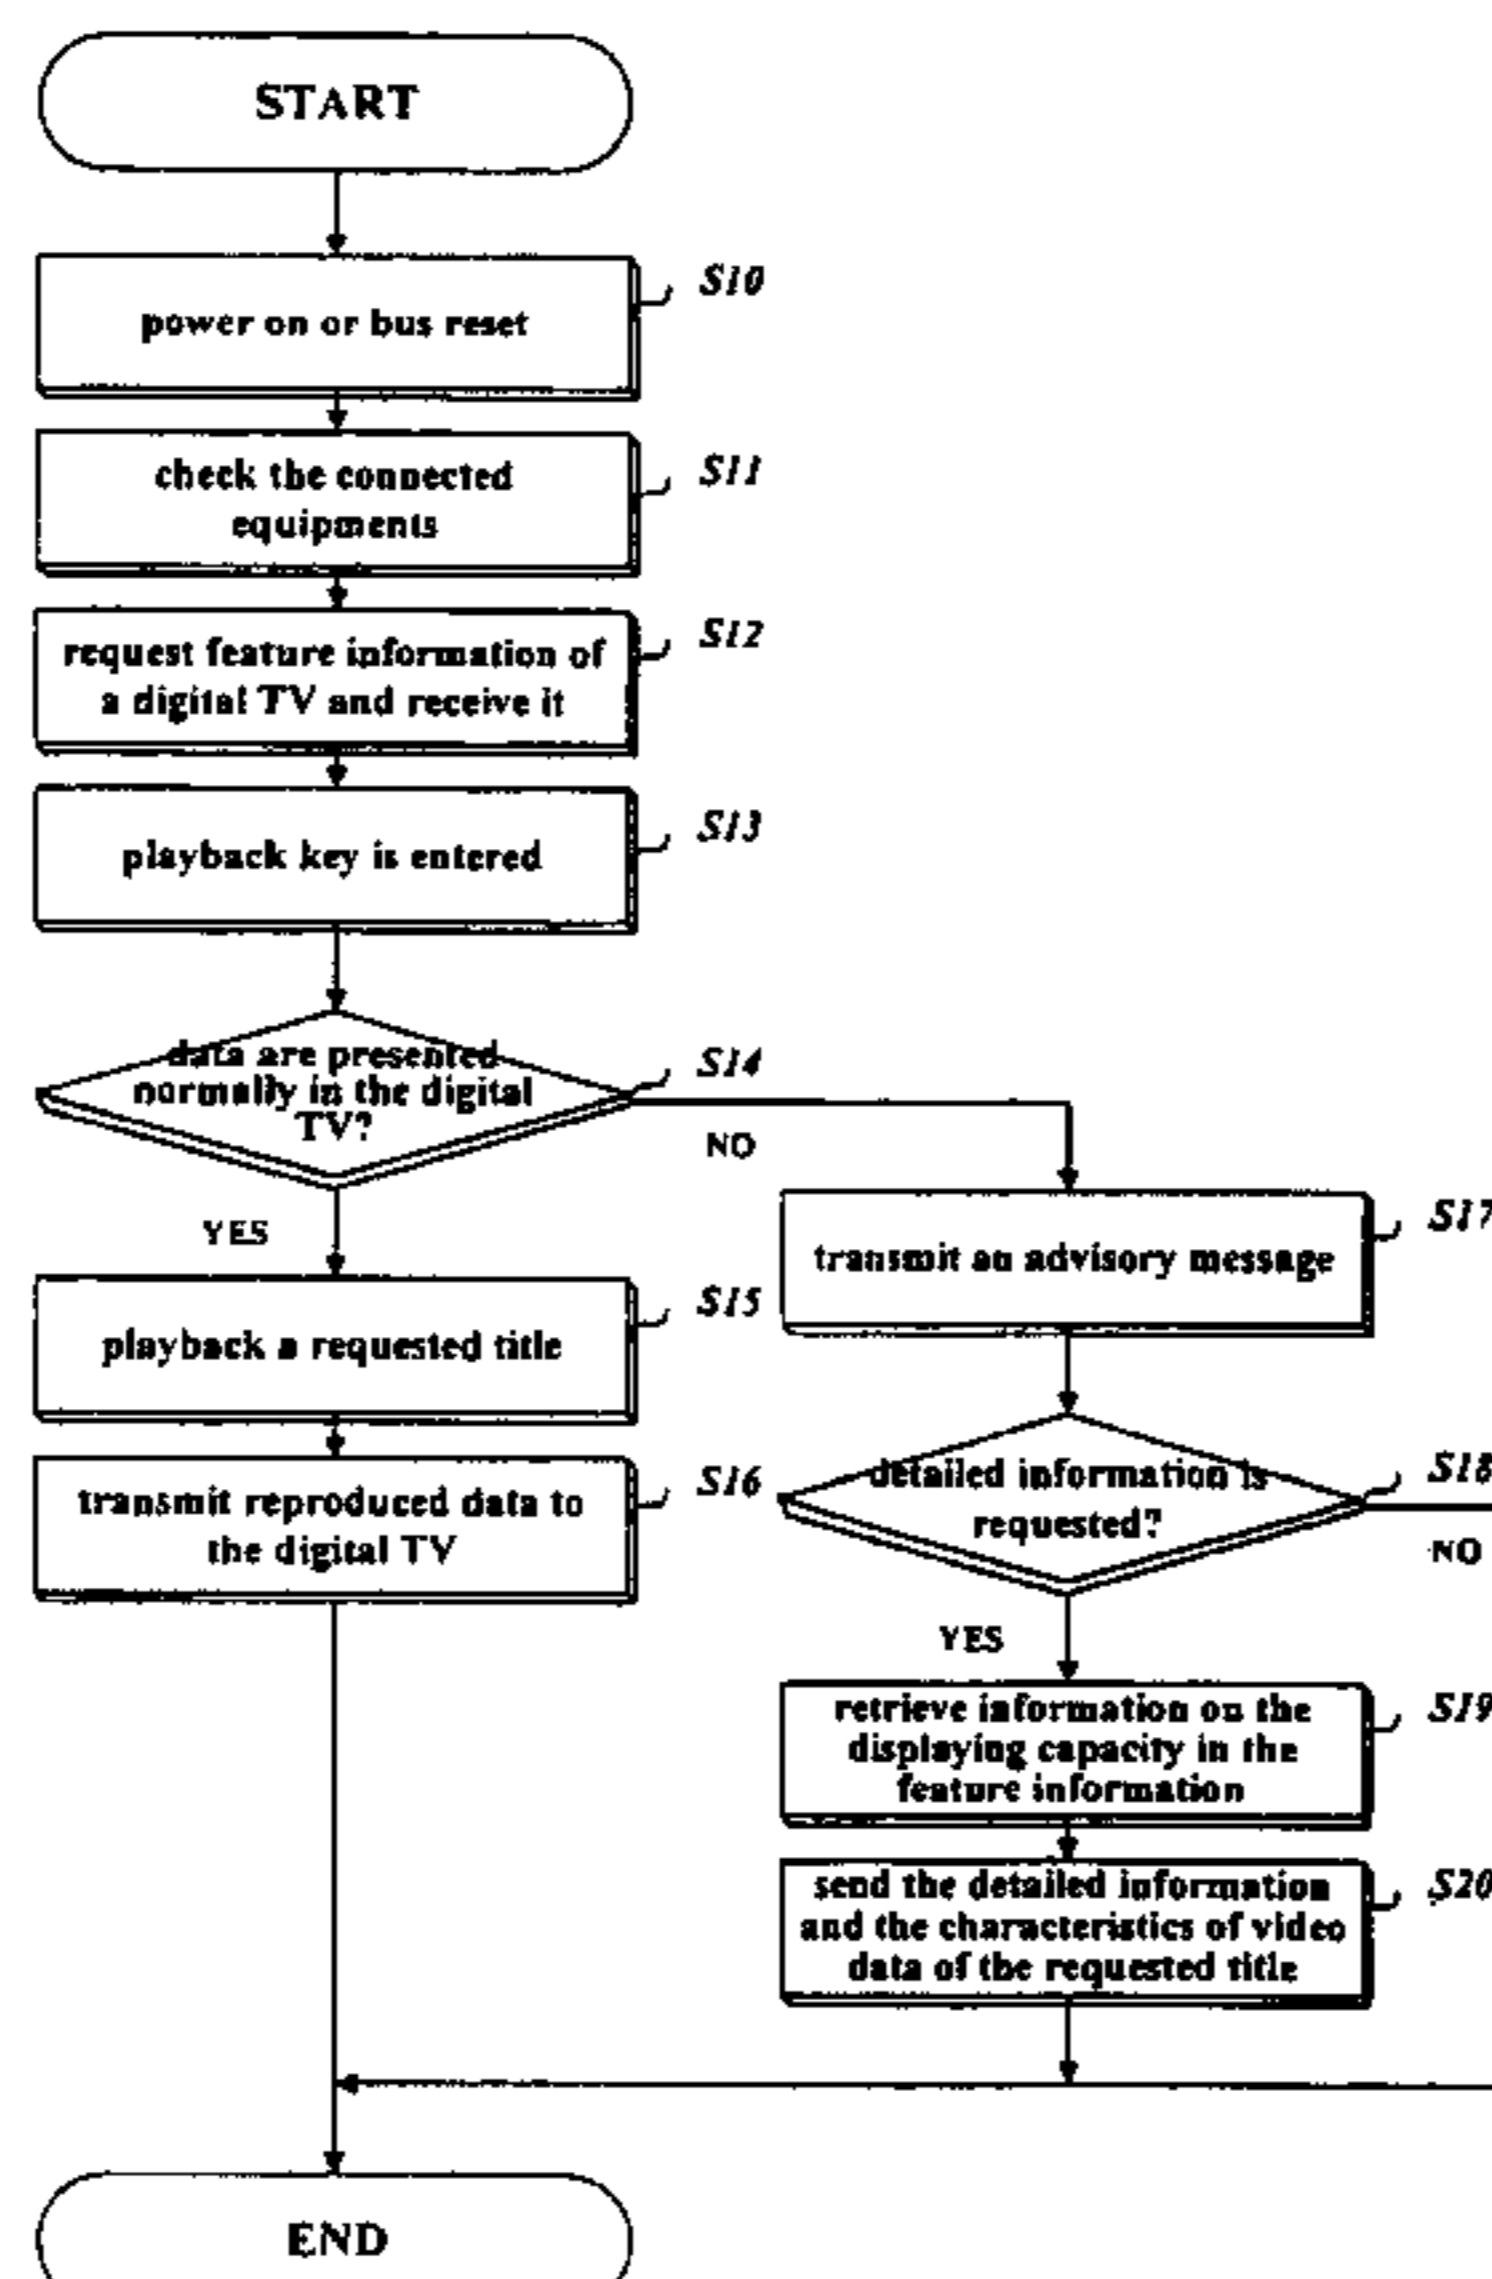 START
S10
power on or bus reset
S11
check the connected
equipments
S12
request feature information of
a digital TV and receive it
S13
playback key is entered
S14
data are presented
normally in the digital
TV?
NO
YES
S15
playback a requested title
S16
transmit reproduced data to
the digital TV
S17
transmit an advisory message
S18
detailed information is
requested?
NO
YES
S19
retrieve information on the
displaying capacity in the
feature information
S20
send the detailed information
and the characteristics of video
data of the requested title
END